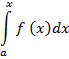 ∫ₐˣ f (x)dx